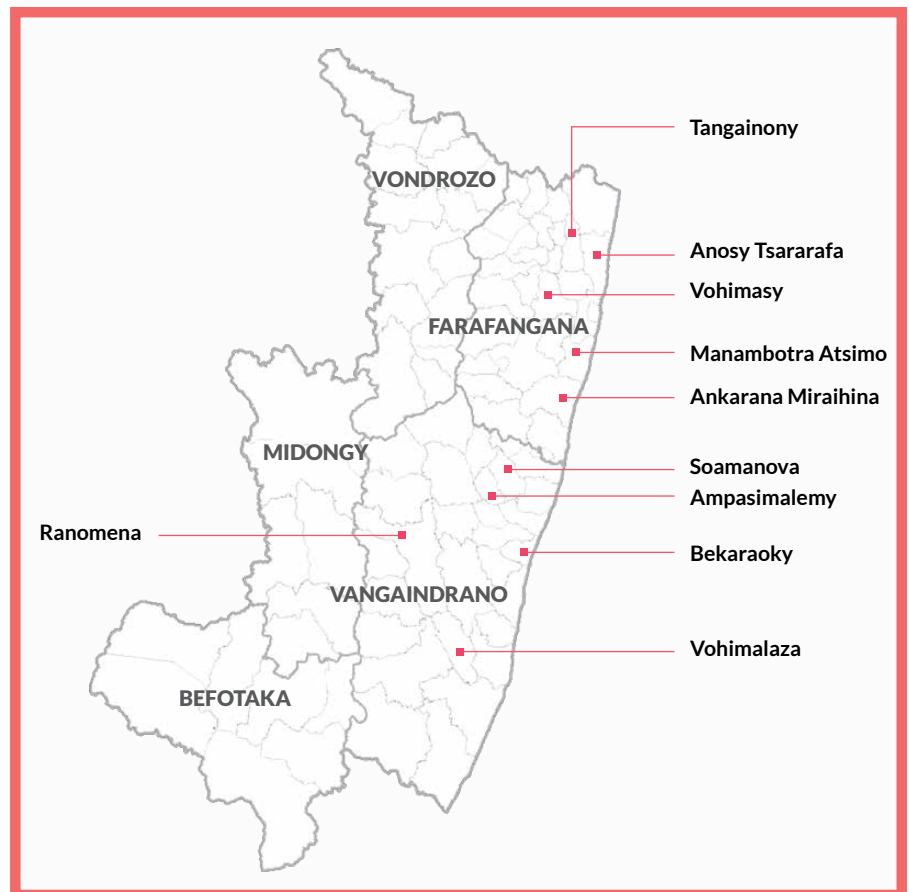 Tangainony
VONDROZO
Anosy Tsararafa
Vohimasy
FARAFANGANA
Manambotra Atsimo
Ankarana Miraihina
MIDONGY
Soamanova
Ampasimalemy
Ranomena
Bekaraoky
VANGAINDRANO
Vohimalaza
BEFOTAKA